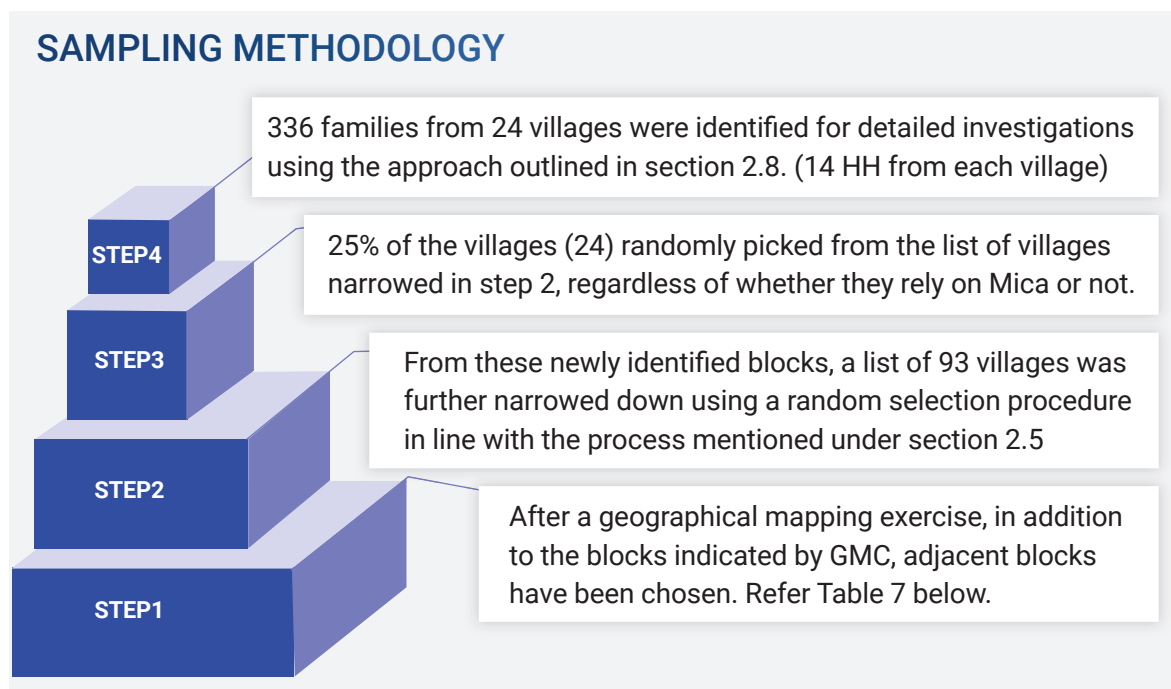 SAMPLING METHODOLOGY
336 families from 24 villages were identified for detailed investigations
using the approach outlined in section 2.8. (14 HH from each village)
STEP4
25% of the villages (24) randomly picked from the list of villages
narrowed in step 2, regardless of whether they rely on Mica or not.
STEP3
From these newly identified blocks, a list of 93 villages was
further narrowed down using a random selection procedure
in line with the process mentioned under section 2.5
STEP2
After a geographical mapping exercise, in addition
to the blocks indicated by GMC, adjacent blocks
have been chosen. Refer Table 7 below.
STEP1